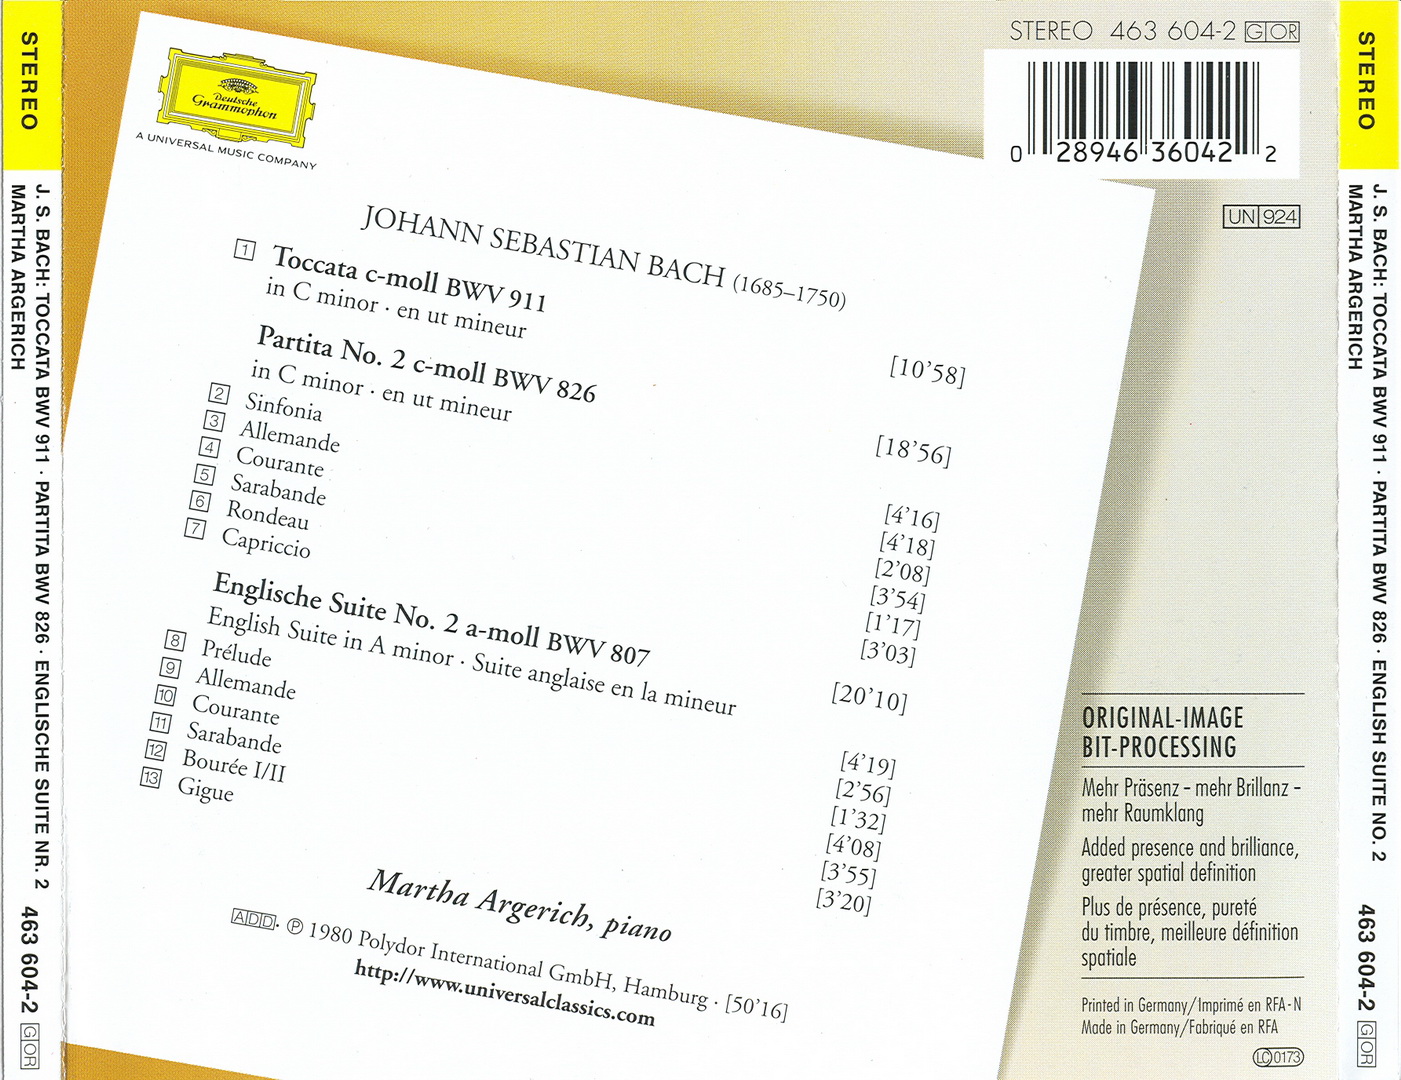 STEREO
J. S. BACH: TOCCATA BWV 911 · PARTITA BWV 826 · ENGLISCHE SUITE NR. 2
MARTHA ARGERICH
463 604-2 GOR
Deutsche
Grammophon
A UNIVERSAL MUSIC COMPANY
STEREO 463 604-2 GOR
0 28946 36042 2
UN 924
JOHANN SEBASTIAN BACH (1685–1750)
1 Toccata c-moll BWV 911
in C minor · en ut mineur [10’58]
Partita No. 2 c-moll BWV 826
in C minor · en ut mineur [18’56]
2 Sinfonia [4’16]
3 Allemande [4’18]
4 Courante [2’08]
5 Sarabande [3’54]
6 Rondeau [1’17]
7 Capriccio [3’03]
Englische Suite No. 2 a-moll BWV 807
English Suite in A minor · Suite anglaise en la mineur [20’10]
8 Prélude [4’19]
9 Allemande [2’56]
10 Courante [1’32]
11 Sarabande [4’08]
12 Bourée I/II [3’55]
13 Gigue [3’20]
Martha Argerich, piano
ADD. ℗ 1980 Polydor International GmbH, Hamburg · [50’16]
http://www.universalclassics.com
ORIGINAL-IMAGE
BIT-PROCESSING
Mehr Präsenz – mehr Brillanz –
mehr Raumklang
Added presence and brilliance,
greater spatial definition
Plus de présence, pureté
du timbre, meilleure définition
spatiale
Printed in Germany/Imprimé en RFA - N
Made in Germany/Fabriqué en RFA
LC 0173
STEREO
J. S. BACH: TOCCATA BWV 911 · PARTITA BWV 826 · ENGLISH SUITE NO. 2
MARTHA ARGERICH
463 604-2 GOR